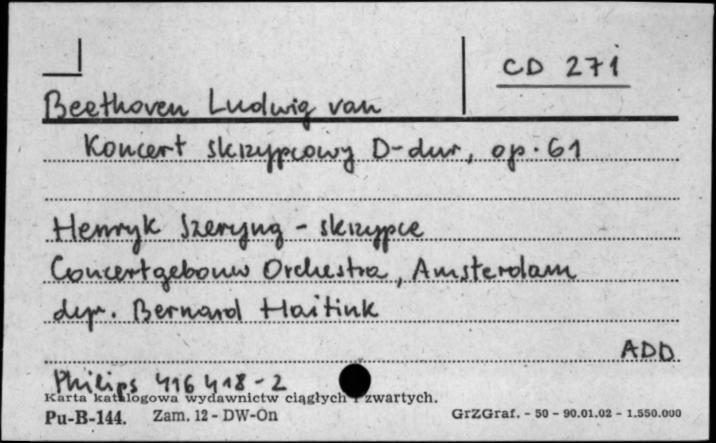 CD 271
Beethoven Ludwig van
Koncert skrzypcowy D-dur, op. 61
Henryk Szeryng - skrzypce
Concertgebouw Orchestra, Amsterdam
dyr. Bernard Haitink
ADD
Philips 416 418-2
Karta katalogowa wydawnictw ciągłych i zwartych.
Pu-B-144. Zam. 12 - DW-On GrZGraf. - 50 - 90.01.02 - 1.550.000